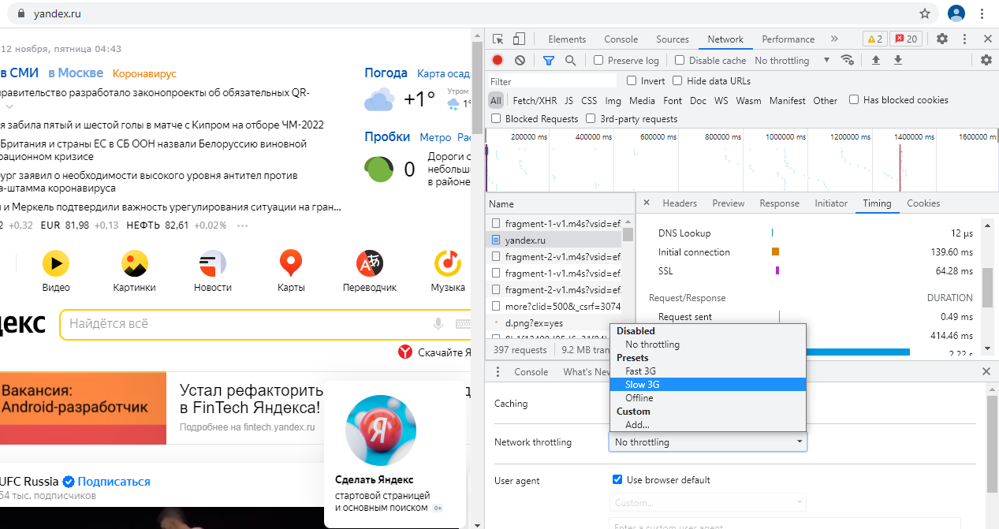 yandex.ru
12 ноября, пятница 04:43
в СМИ в Москве Коронавирус
равительство разработало законопроекты об обязательных QR-
я забила пятый и шестой голы в матче с Кипром на отборе ЧМ-2022
Британия и страны ЕС в СБ ООН назвали Белоруссию виновной
рационном кризисе
ург заявил о необходимости высокого уровня антител против
а-штамма коронавируса
и Меркель подтвердили важность урегулирования ситуации на гран...
2 +0,32 EUR 81,98 +0,13 НЕФТЬ 82,61 +0,02% ...
Погода Карта осад
+1° Утром
1°
Пробки Метро Рас
0 Дороги с
небольш
в районе
Видео Картинки Новости Карты Переводчик Музыка
декс Найдётся всё
Y Скачайте Я
Вакансия:
Android-разработчик
Устал рефакторить д
в FinTech Яндекса!
Подробнее на fintech.yandex.ru
Я
Сделать Яндекс
стартовой страницей
и основным поиском 0+
UFC Russia Подписаться
54 тыс. подписчиков
Elements Console Sources Network Performance » 2 20
Preserve log Disable cache No throttling
Filter Invert Hide data URLs
All Fetch/XHR JS CSS Img Media Font Doc WS Wasm Manifest Other Has blocked cookies
Blocked Requests 3rd-party requests
200000 ms 400000 ms 600000 ms 800000 ms 1000000 ms 1200000 ms 1400000 ms 1600000 m
Name
fragment-1-v1.m4s?vsid=ef.
yandex.ru
fragment-2-v1.m4s?vsid=ef.
fragment-1-v1.m4s?vsid=ef.
fragment-2-v1.m4s?vsid=ef.
more?clid=500&_csrf=3074
d.png?ex=yes
397 requests 9.2 MB tran
Headers Preview Response Initiator Timing Cookies
DNS Lookup 12 μs
Initial connection 139.60 ms
SSL 64.28 ms
Request/Response DURATION
Request sent 0.49 ms
414.46 ms
2.22 s
Console What's New
Caching
Disabled
No throttling
Presets
Fast 3G
Slow 3G
Offline
Custom
Add...
Network throttling No throttling
User agent Use browser default
Custom...
Enter a custom user agent